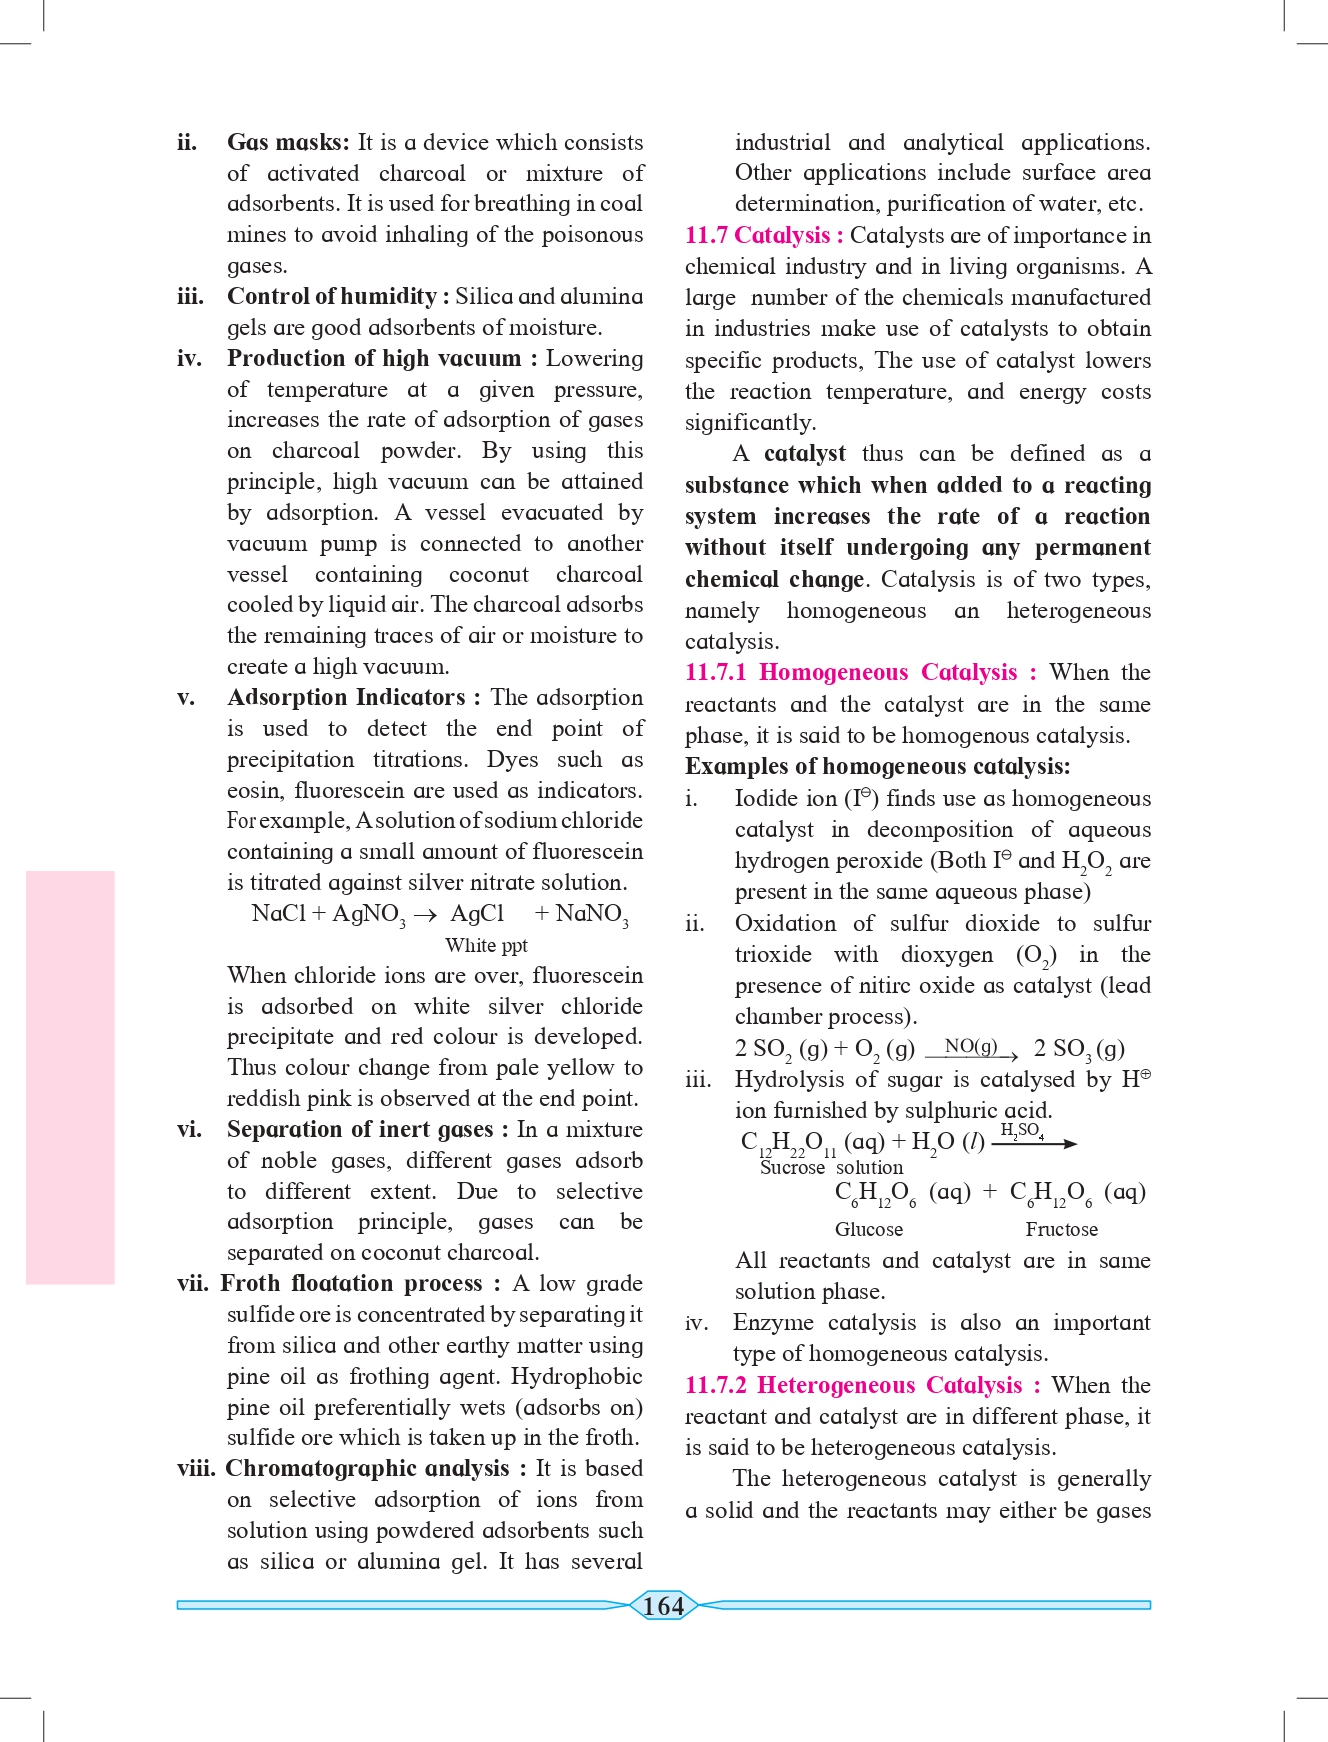 ii. Gas masks: It is a device which consists
of activated charcoal or mixture of
adsorbents. It is used for breathing in coal
mines to avoid inhaling of the poisonous
gases.
iii. Control of humidity : Silica and alumina
gels are good adsorbents of moisture.
iv. Production of high vacuum : Lowering
of temperature at a given pressure,
increases the rate of adsorption of gases
on charcoal powder. By using this
principle, high vacuum can be attained
by adsorption. A vessel evacuated by
vacuum pump is connected to another
vessel containing coconut charcoal
cooled by liquid air. The charcoal adsorbs
the remaining traces of air or moisture to
create a high vacuum.
v. Adsorption Indicators : The adsorption
is used to detect the end point of
precipitation titrations. Dyes such as
eosin, fluorescein are used as indicators.
For example, A solution of sodium chloride
containing a small amount of fluorescein
is titrated against silver nitrate solution.
NaCl + AgNO₃ → AgCl + NaNO₃
White ppt
When chloride ions are over, fluorescein
is adsorbed on white silver chloride
precipitate and red colour is developed.
Thus colour change from pale yellow to
reddish pink is observed at the end point.
vi. Separation of inert gases : In a mixture
of noble gases, different gases adsorb
to different extent. Due to selective
adsorption principle, gases can be
separated on coconut charcoal.
vii. Froth floatation process : A low grade
sulfide ore is concentrated by separating it
from silica and other earthy matter using
pine oil as frothing agent. Hydrophobic
pine oil preferentially wets (adsorbs on)
sulfide ore which is taken up in the froth.
viii. Chromatographic analysis : It is based
on selective adsorption of ions from
solution using powdered adsorbents such
as silica or alumina gel. It has several
industrial and analytical applications.
Other applications include surface area
determination, purification of water, etc.
11.7 Catalysis : Catalysts are of importance in
chemical industry and in living organisms. A
large number of the chemicals manufactured
in industries make use of catalysts to obtain
specific products, The use of catalyst lowers
the reaction temperature, and energy costs
significantly.
A catalyst thus can be defined as a
substance which when added to a reacting
system increases the rate of a reaction
without itself undergoing any permanent
chemical change. Catalysis is of two types,
namely homogeneous an heterogeneous
catalysis.
11.7.1 Homogeneous Catalysis : When the
reactants and the catalyst are in the same
phase, it is said to be homogenous catalysis.
Examples of homogeneous catalysis:
i. Iodide ion (I⊖) finds use as homogeneous
catalyst in decomposition of aqueous
hydrogen peroxide (Both I⊖ and H₂O₂ are
present in the same aqueous phase)
ii. Oxidation of sulfur dioxide to sulfur
trioxide with dioxygen (O₂) in the
presence of nitirc oxide as catalyst (lead
chamber process).
2 SO₂ (g) + O₂ (g) NO(g)→ 2 SO₃ (g)
iii. Hydrolysis of sugar is catalysed by H⊕
ion furnished by sulphuric acid.
C₁₂H₂₂O₁₁ (aq) + H₂O (l) H₂SO₄→
Sucrose solution
C₆H₁₂O₆ (aq) + C₆H₁₂O₆ (aq)
Glucose Fructose
All reactants and catalyst are in same
solution phase.
iv. Enzyme catalysis is also an important
type of homogeneous catalysis.
11.7.2 Heterogeneous Catalysis : When the
reactant and catalyst are in different phase, it
is said to be heterogeneous catalysis.
The heterogeneous catalyst is generally
a solid and the reactants may either be gases
164